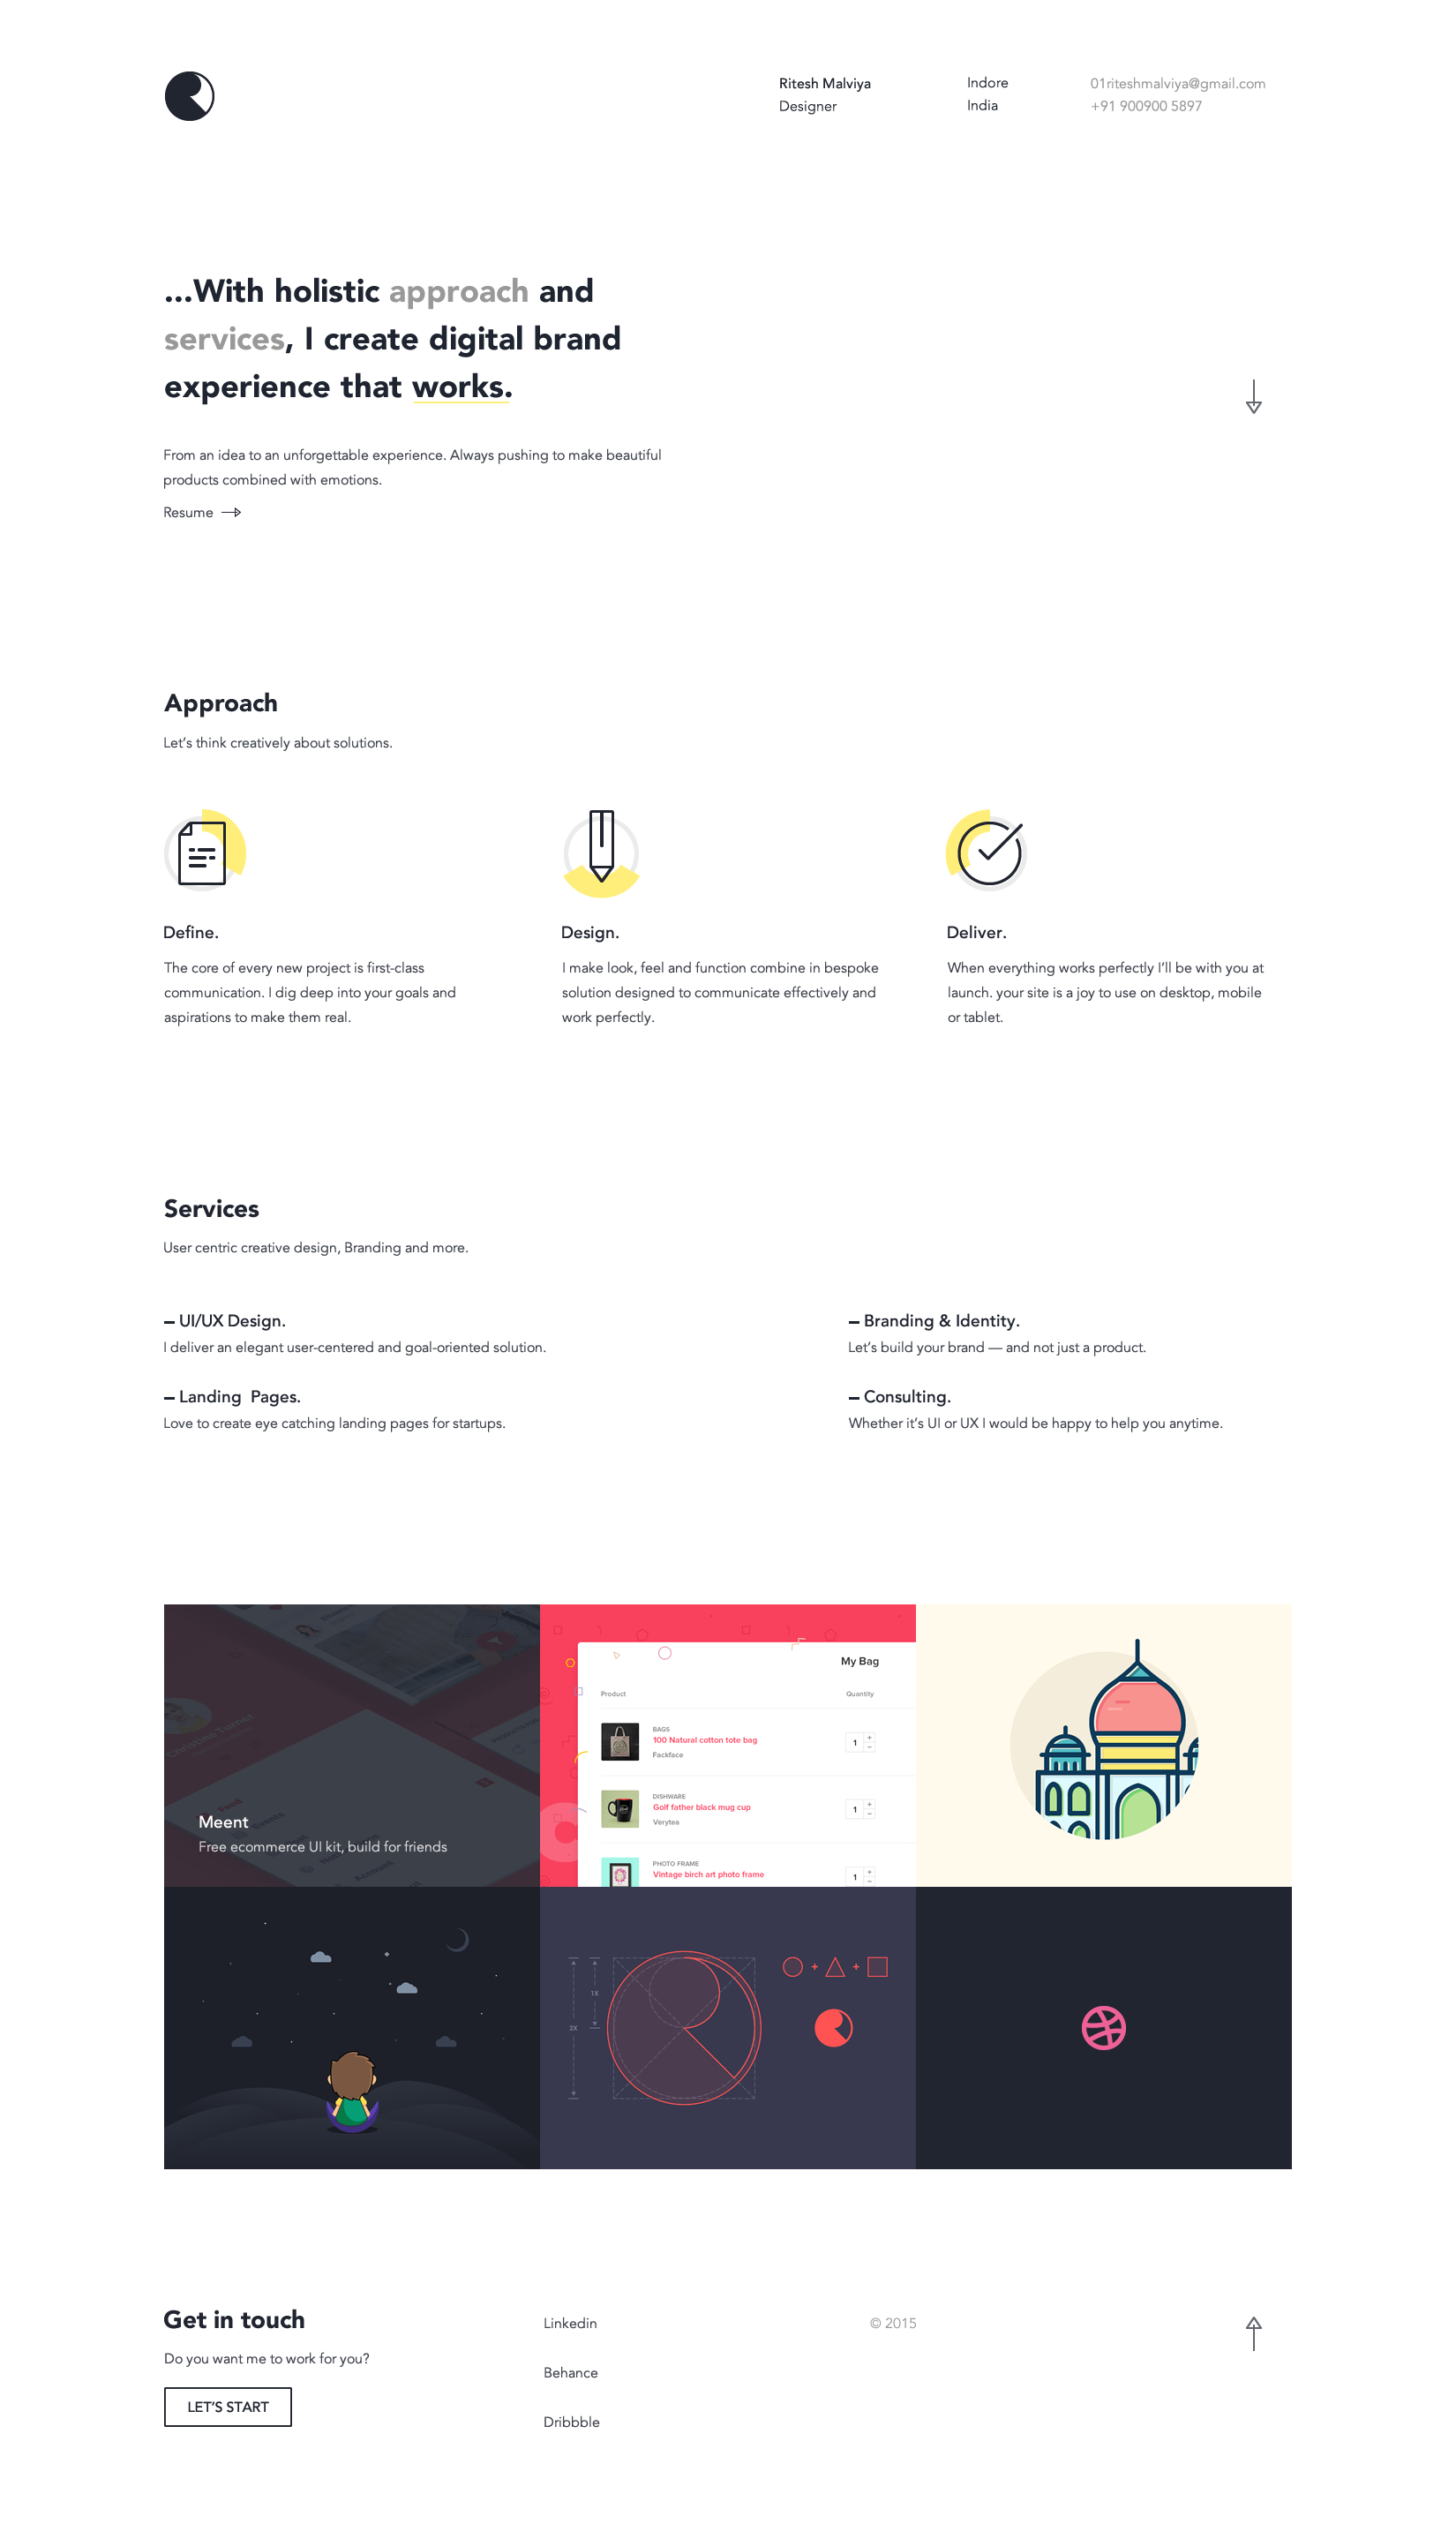 Ritesh Malviya
Designer
Indore
India
01riteshmalviya@gmail.com
+91 900900 5897
...With holistic approach and
services, I create digital brand
experience that works.
From an idea to an unforgettable experience. Always pushing to make beautiful
products combined with emotions.
Resume
Approach
Let's think creatively about solutions.
Define.
The core of every new project is first-class
communication. I dig deep into your goals and
aspirations to make them real.
Design.
I make look, feel and function combine in bespoke
solution designed to communicate effectively and
work perfectly.
Deliver.
When everything works perfectly I'll be with you at
launch. your site is a joy to use on desktop, mobile
or tablet.
Services
User centric creative design, Branding and more.
– UI/UX Design.
I deliver an elegant user-centered and goal-oriented solution.
– Branding & Identity.
Let's build your brand — and not just a product.
– Landing  Pages.
Love to create eye catching landing pages for startups.
– Consulting.
Whether it's UI or UX I would be happy to help you anytime.
Christine Turner
Food
Events
Account
Meent
Free ecommerce UI kit, build for friends
My Bag
Product
Quantity
BAGS
100 Natural cotton tote bag
Fackface
1
+
–
DISHWARE
Golf father black mug cup
Verytea
1
+
–
PHOTO FRAME
Vintage birch art photo frame
1
+
–
1X
2X
+
+
Get in touch
Do you want me to work for you?
LET'S START
Linkedin
Behance
Dribbble
© 2015